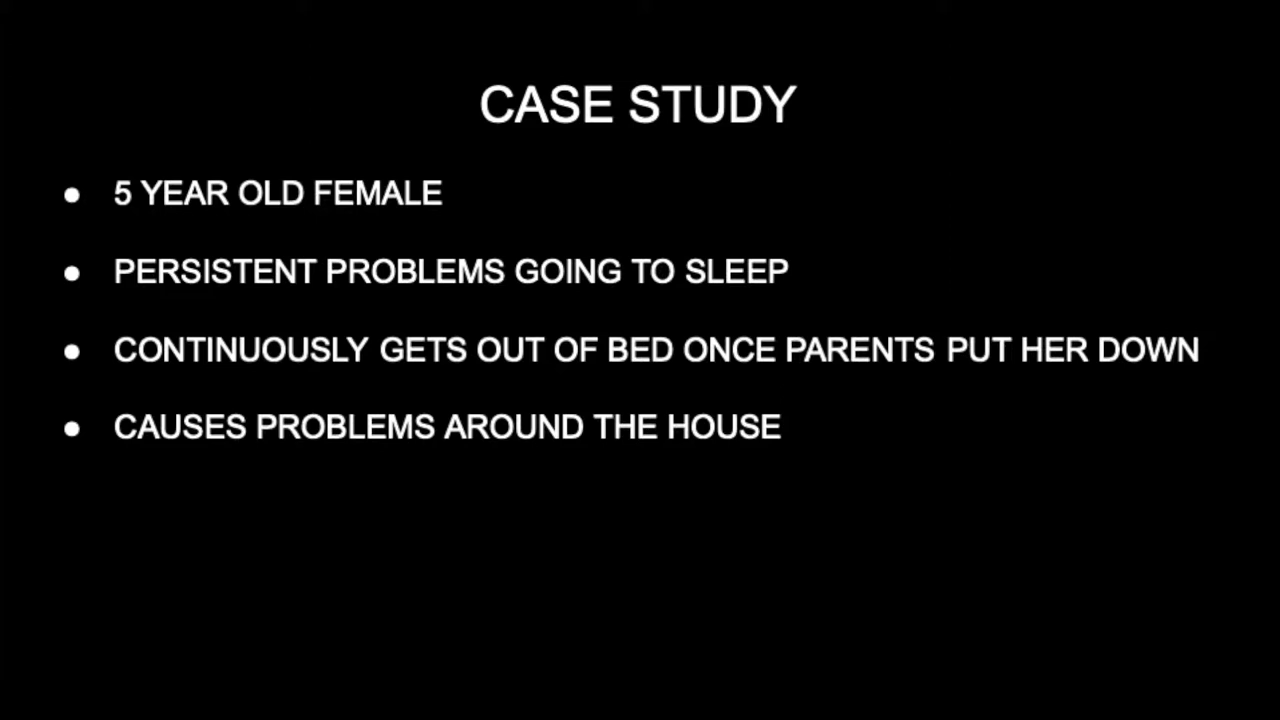 CASE STUDY
● 5 YEAR OLD FEMALE
● PERSISTENT PROBLEMS GOING TO SLEEP
● CONTINUOUSLY GETS OUT OF BED ONCE PARENTS PUT HER DOWN
● CAUSES PROBLEMS AROUND THE HOUSE